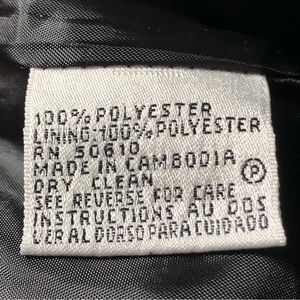 100% POLYESTER
LINING:100% POLYESTER
RN 50610
MADE IN CAMBODIA
DRY CLEAN Ⓟ
SEE REVERSE FOR CARE
INSTRUCTIONS AU DOS
VER AL DORSO PARA CUIDADO